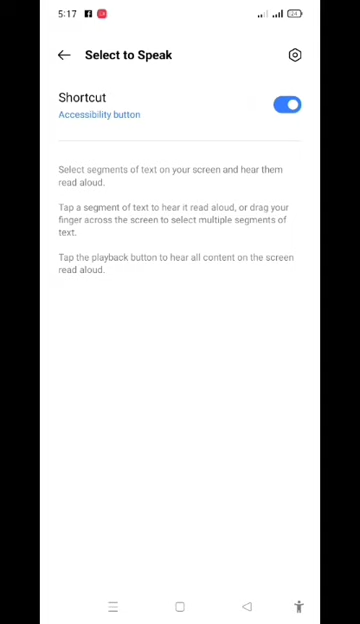 5:17
Select to Speak
Shortcut
Accessibility button
Select segments of text on your screen and hear them
read aloud.
Tap a segment of text to hear it read aloud, or drag your
finger across the screen to select multiple segments of
text.
Tap the playback button to hear all content on the screen
read aloud.